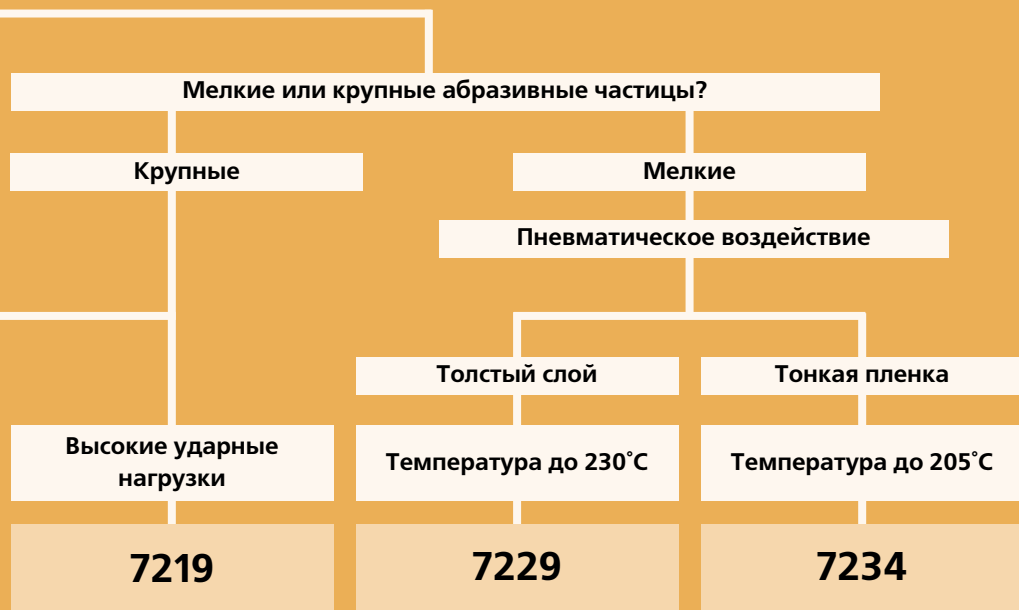 Мелкие или крупные абразивные частицы?
Крупные
Мелкие
Пневматическое воздействие
Толстый слой
Тонкая пленка
Высокие ударные
нагрузки
Температура до 230˚C
Температура до 205˚C
7219
7229
7234